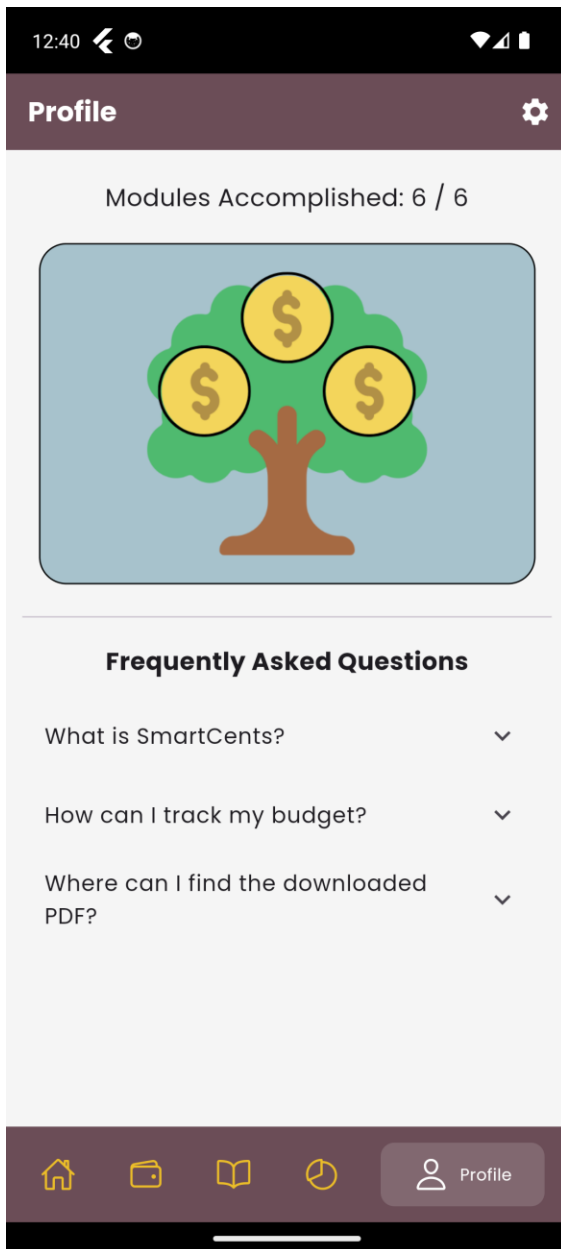 12:40
Profile
Modules Accomplished: 6 / 6
$
$
$
Frequently Asked Questions
What is SmartCents?
How can I track my budget?
Where can I find the downloaded
PDF?
Profile